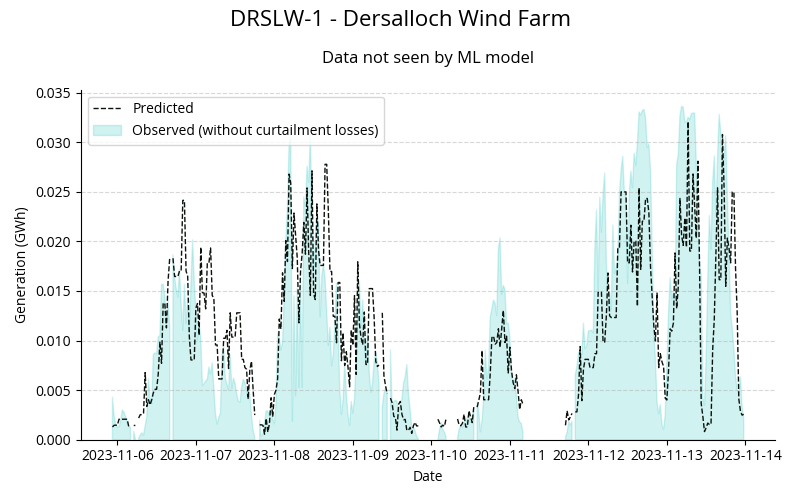 DRSLW-1 - Dersalloch Wind Farm
Data not seen by ML model
0.035
0.030
0.025
0.020
0.015
0.010
0.005
0.000
Generation (GWh)
Predicted
Observed (without curtailment losses)
2023-11-06 2023-11-07 2023-11-08 2023-11-09 2023-11-10 2023-11-11 2023-11-12 2023-11-13 2023-11-14
Date